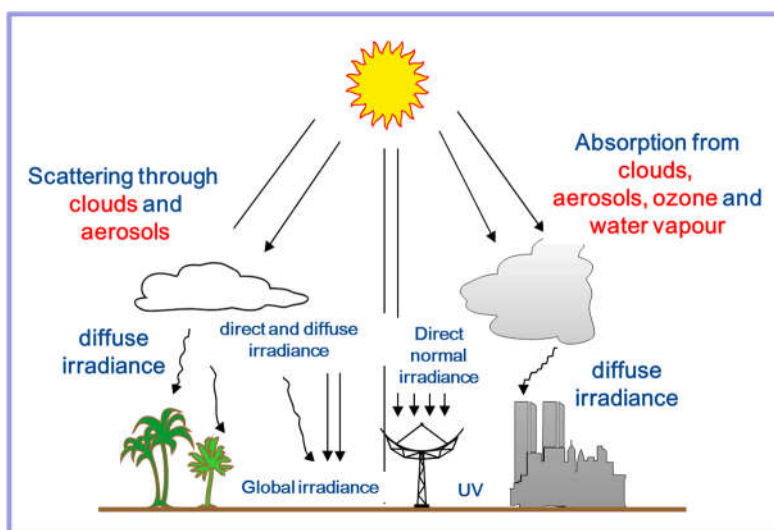 Scattering through
clouds and
aerosols
Absorption from
clouds,
aerosols, ozone and
water vapour
diffuse
irradiance
direct and diffuse
irradiance
Direct
normal
irradiance
diffuse
irradiance
Global irradiance
UV